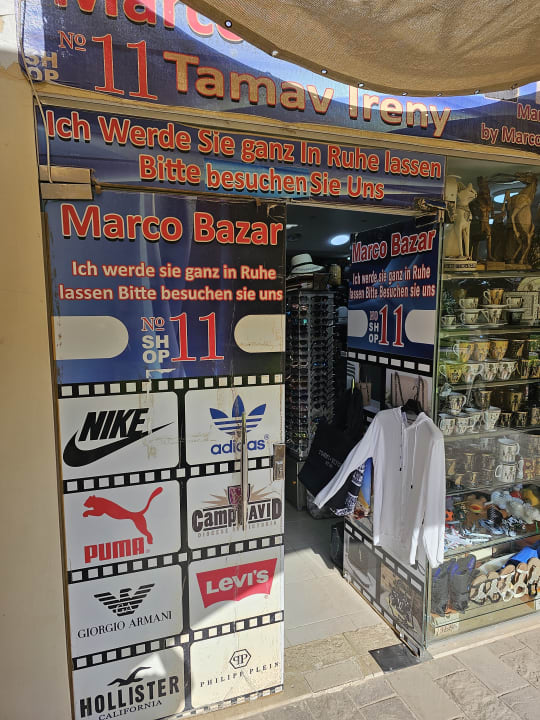 Marco
No 11
SHOP
Tamav Treny
Mar
by Marco
Ich Werde Sie ganz In Ruhe lassen
Bitte besuchen Sie Uns
Marco Bazar
Ich werde sie ganz in Ruhe
lassen Bitte besuchen sie uns
No
SHOP
11
NIKE
adidas
PUMA
CAMP DAVID
GIORGIO ARMANI
LEVI'S
HOLLISTER
CALIFORNIA
PHILIPP PLEIN
Marco Bazar
Ich werde sie ganz in Ruhe
lassen Bitte besuchen sie uns
SHOP
11